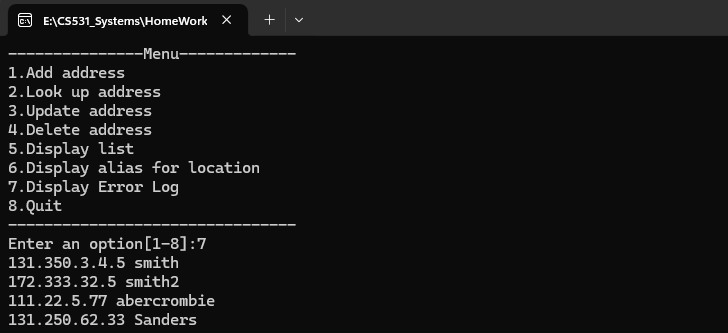 E:\CS531_Systems\HomeWork
---------------Menu-------------
1.Add address
2.Look up address
3.Update address
4.Delete address
5.Display list
6.Display alias for location
7.Display Error Log
8.Quit
--------------------------------
Enter an option[1-8]:7
131.350.3.4.5 smith
172.333.32.5 smith2
111.22.5.77 abercrombie
131.250.62.33 Sanders